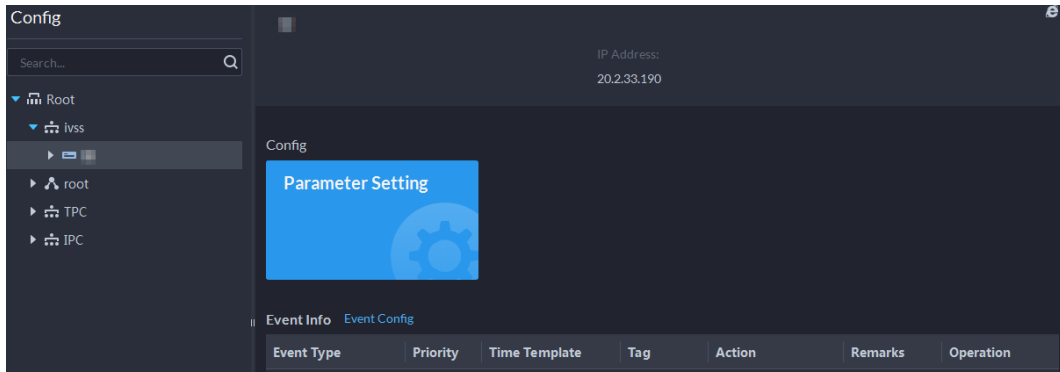 Config
Search...
Root
ivss
root
TPC
IPC
IP Address:
20.2.33.190
Config
Parameter Setting
Event Info Event Config
Event Type Priority Time Template Tag Action Remarks Operation